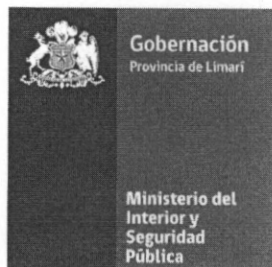 Gobernación
Provincia de Limarí
Ministerio del
Interior y
Seguridad
Pública